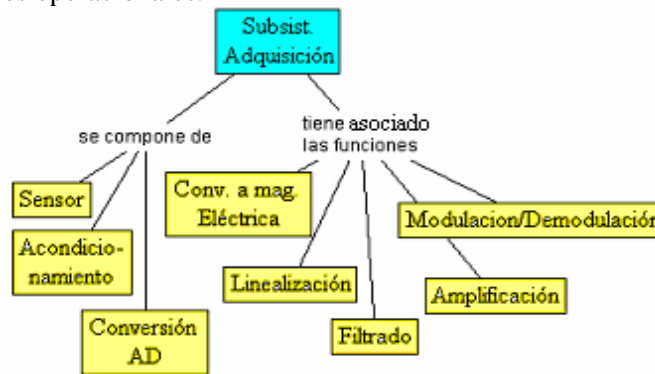 operacionales.
Subsist.
Adquisición
se compone de
tiene asociado
las funciones
Sensor
Acondicio-
namiento
Conversión
AD
Conv. a mag.
Eléctrica
Linealización
Filtrado
Modulacion/Demodulación
Amplificación